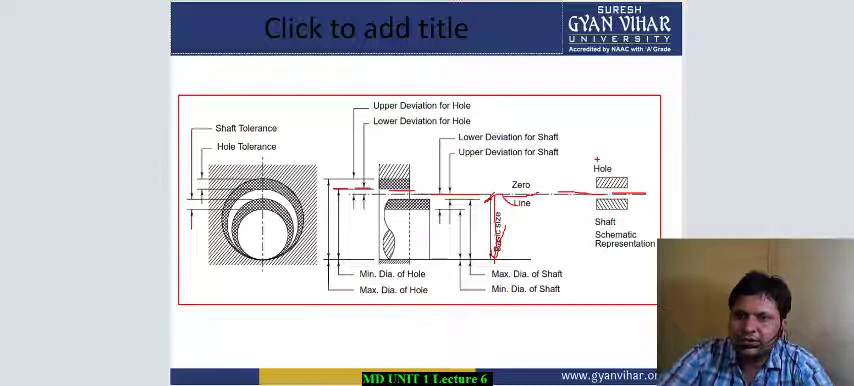 Click to add title
SURESH
GYAN VIHAR
UNIVERSITY
Accredited by NAAC with 'A' Grade
Upper Deviation for Hole
Lower Deviation for Hole
Shaft Tolerance
Hole Tolerance
Lower Deviation for Shaft
Upper Deviation for Shaft
Zero
Line
Basic size
+
Hole
Shaft
Schematic
Representation
Min. Dia. of Hole
Max. Dia. of Hole
Max. Dia. of Shaft
Min. Dia. of Shaft
MD UNIT 1 Lecture 6
www.gyanvihar.or